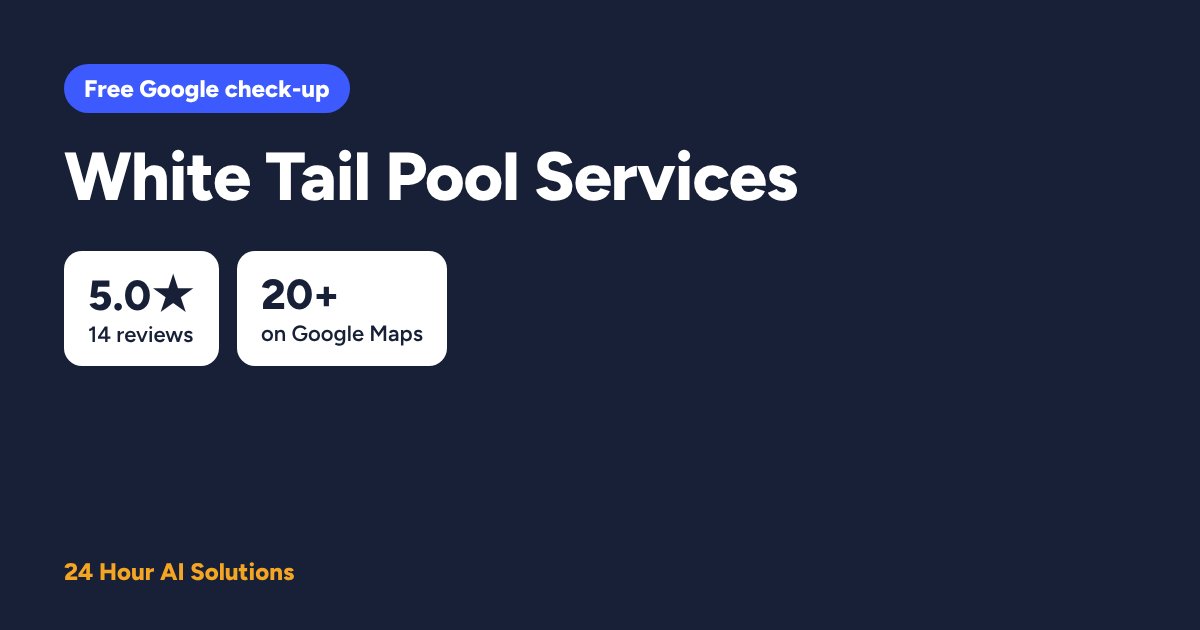 Free Google check-up
White Tail Pool Services
5.0★
14 reviews
20+
on Google Maps
24 Hour AI Solutions